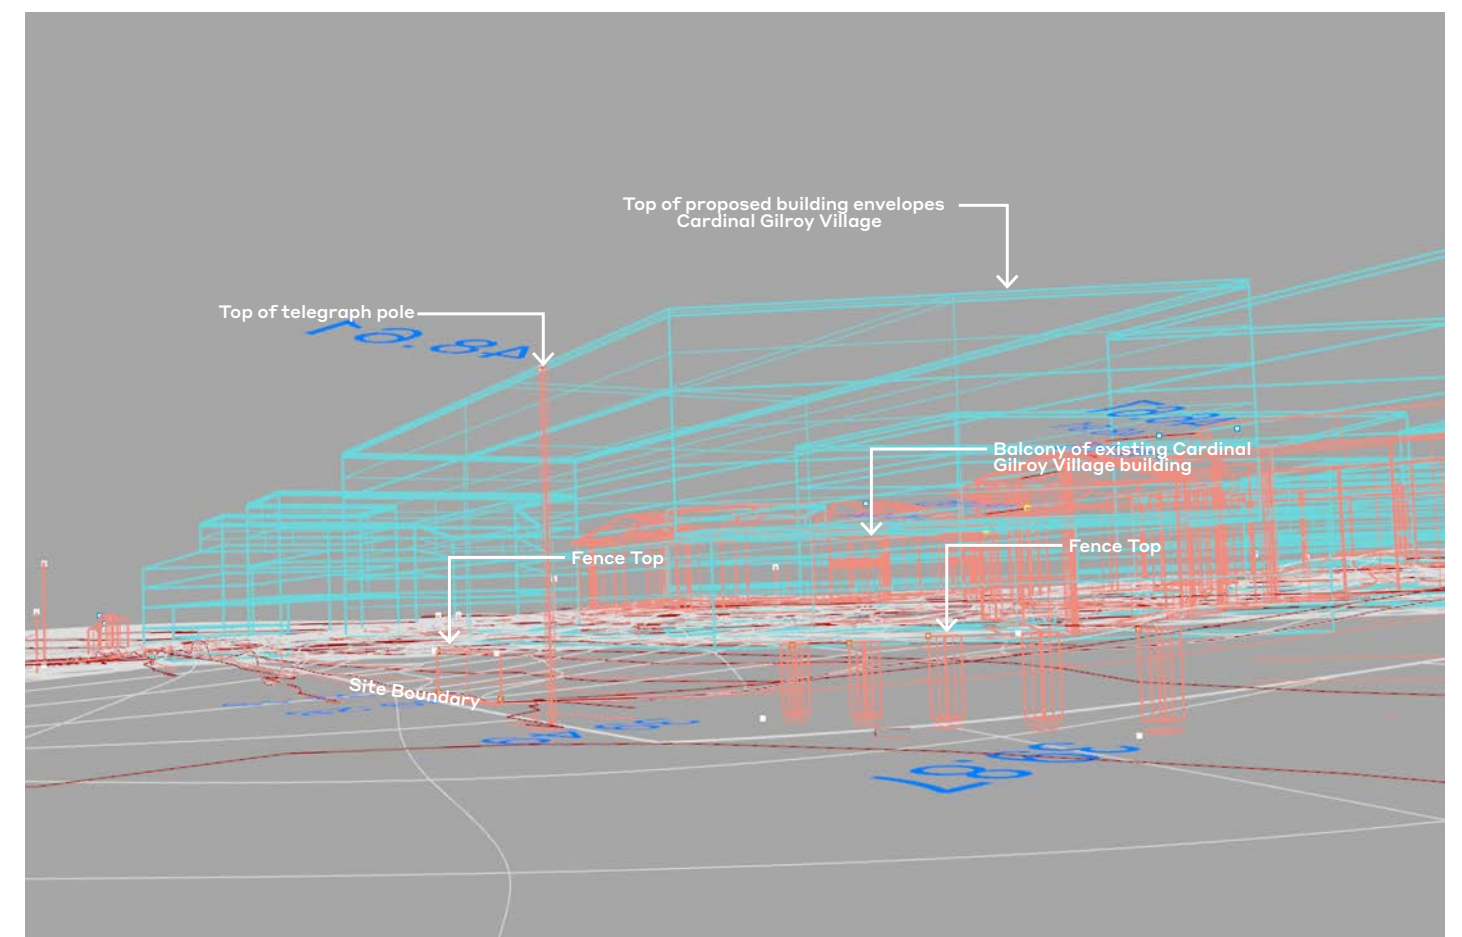 Top of proposed building envelopes
Cardinal Gilroy Village
Top of telegraph pole
Balcony of existing Cardinal
Gilroy Village building
Fence Top
Fence Top
Site Boundary